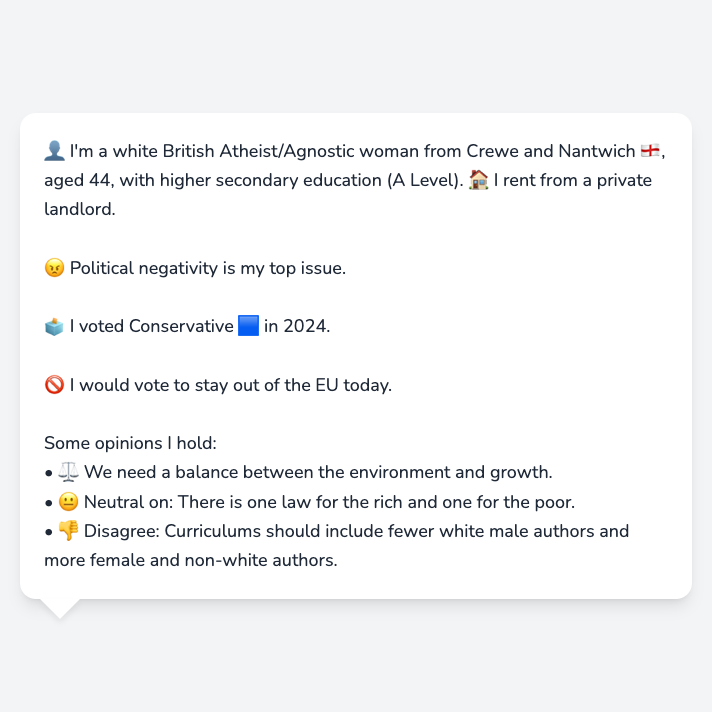 👤 I'm a white British Atheist/Agnostic woman from Crewe and Nantwich 🏴󠁧󠁢󠁥󠁮󠁧󠁿,
aged 44, with higher secondary education (A Level). 🏠 I rent from a private
landlord.
😠 Political negativity is my top issue.
🗳️ I voted Conservative 🟦 in 2024.
🚫 I would vote to stay out of the EU today.
Some opinions I hold:
• ⚖️ We need a balance between the environment and growth.
• 😐 Neutral on: There is one law for the rich and one for the poor.
• 👎 Disagree: Curriculums should include fewer white male authors and
more female and non-white authors.